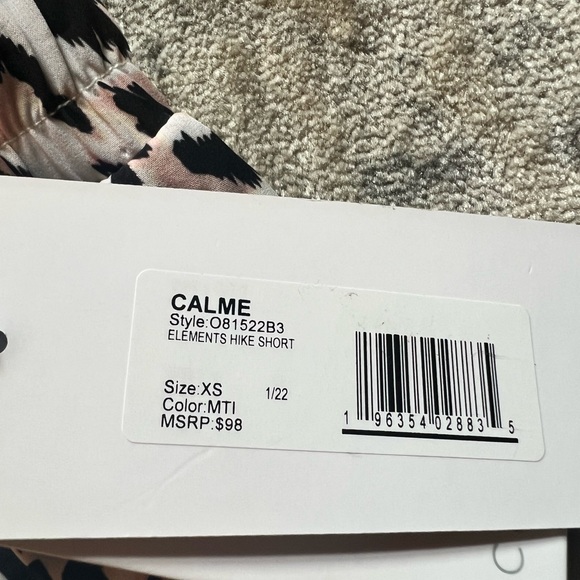 CALME
Style:O81522B3
ELEMENTS HIKE SHORT
Size:XS 1/22
Color:MTI
MSRP:$98
1 96354 02883 5